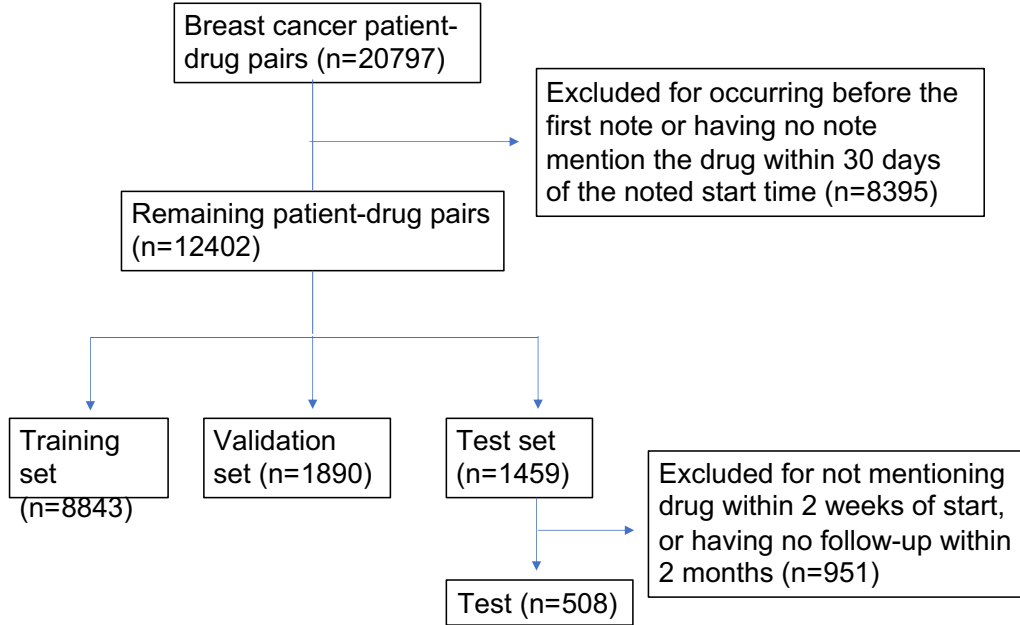 Breast cancer patient-
drug pairs (n=20797)
Excluded for occurring before the
first note or having no note
mention the drug within 30 days
of the noted start time (n=8395)
Remaining patient-drug pairs
(n=12402)
Training
set
(n=8843)
Validation
set (n=1890)
Test set
(n=1459)
Excluded for not mentioning
drug within 2 weeks of start,
or having no follow-up within
2 months (n=951)
Test (n=508)